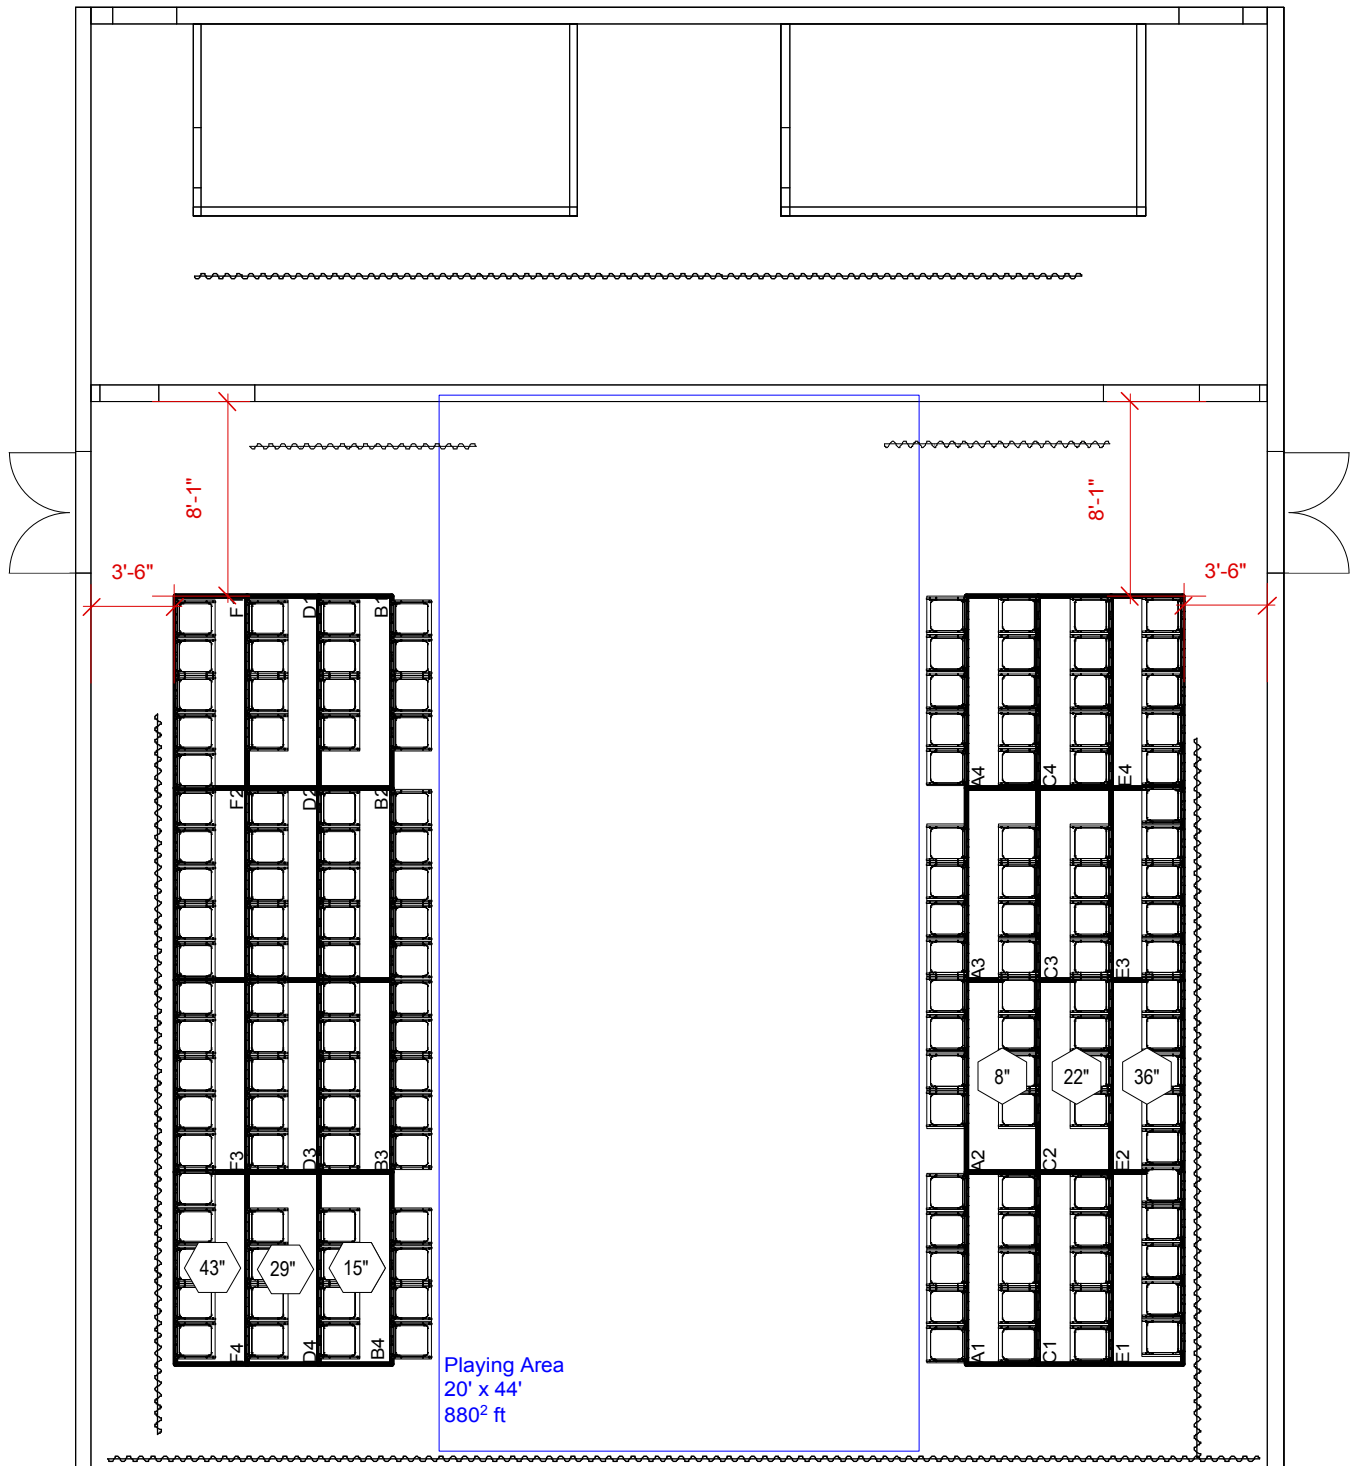 8'-1"
8'-1"
3'-6"
3'-6"
F1
D1
B1
A4
C4
E4
F2
D2
B2
A3
C3
E3
8"
22"
36"
F3
D3
B3
A2
C2
E2
43"
29"
15"
F4
D4
B4
A1
C1
E1
Playing Area
20' x 44'
880² ft